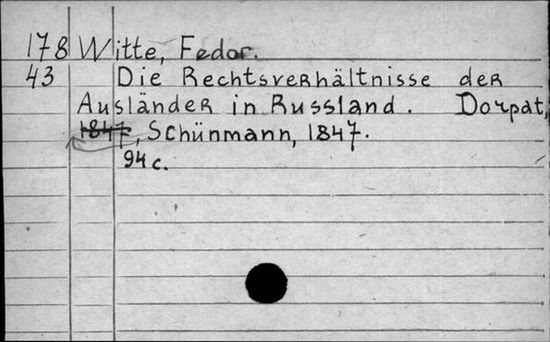 178 Witte, Fedor.
43 Die Rechtsverhältnisse der
Ausländer in Russland. Dorpat,
1847, Schünmann, 1847.
94 c.